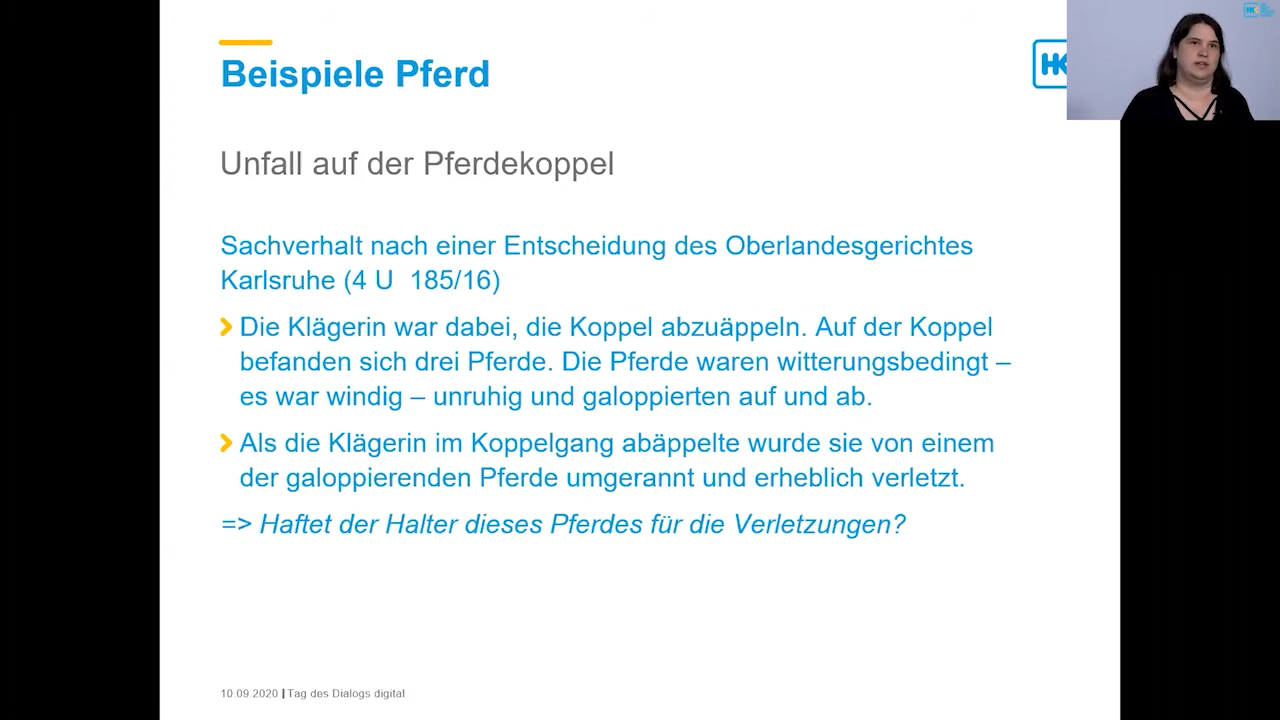 Beispiele Pferd
HK
Unfall auf der Pferdekoppel
Sachverhalt nach einer Entscheidung des Oberlandesgerichtes
Karlsruhe (4 U 185/16)
Die Klägerin war dabei, die Koppel abzuäppeln. Auf der Koppel
befanden sich drei Pferde. Die Pferde waren witterungsbedingt –
es war windig – unruhig und galoppierten auf und ab.
Als die Klägerin im Koppelgang abäppelte wurde sie von einem
der galoppierenden Pferde umgerannt und erheblich verletzt.
=> Haftet der Halter dieses Pferdes für die Verletzungen?
10.09.2020 | Tag des Dialogs digital